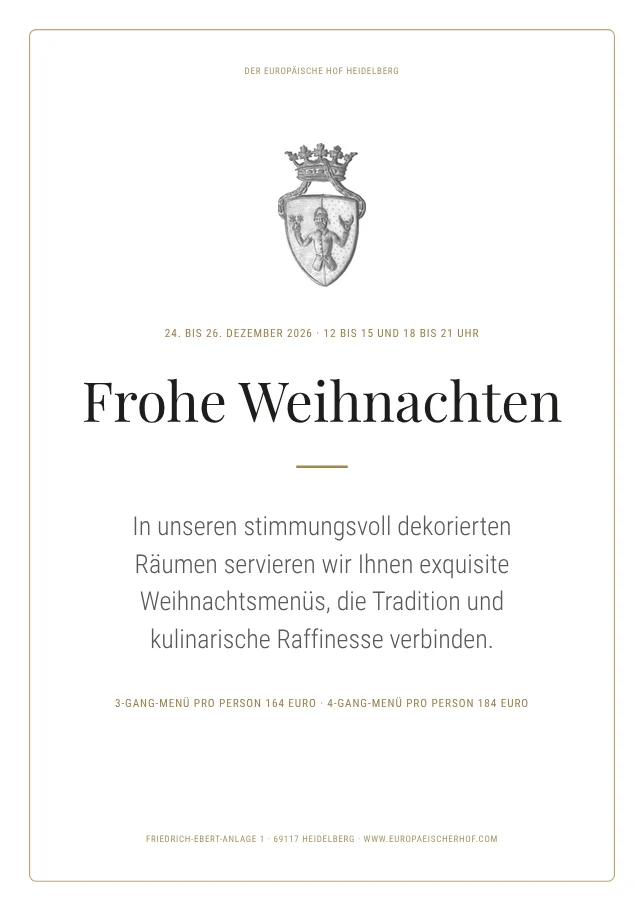 DER EUROPÄISCHE HOF HEIDELBERG
24. BIS 26. DEZEMBER 2026 · 12 BIS 15 UND 18 BIS 21 UHR
Frohe Weihnachten
In unseren stimmungsvoll dekorierten
Räumen servieren wir Ihnen exquisite
Weihnachtsmenüs, die Tradition und
kulinarische Raffinesse verbinden.
3-GANG-MENÜ PRO PERSON 164 EURO · 4-GANG-MENÜ PRO PERSON 184 EURO
FRIEDRICH-EBERT-ANLAGE 1 · 69117 HEIDELBERG · WWW.EUROPAEISCHERHOF.COM